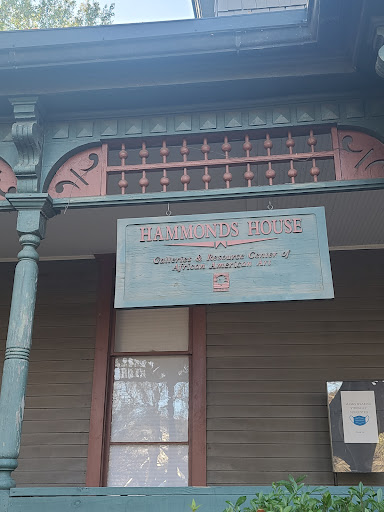 HAMMONDS HOUSE
Galleries & Resource Center of
African American Art